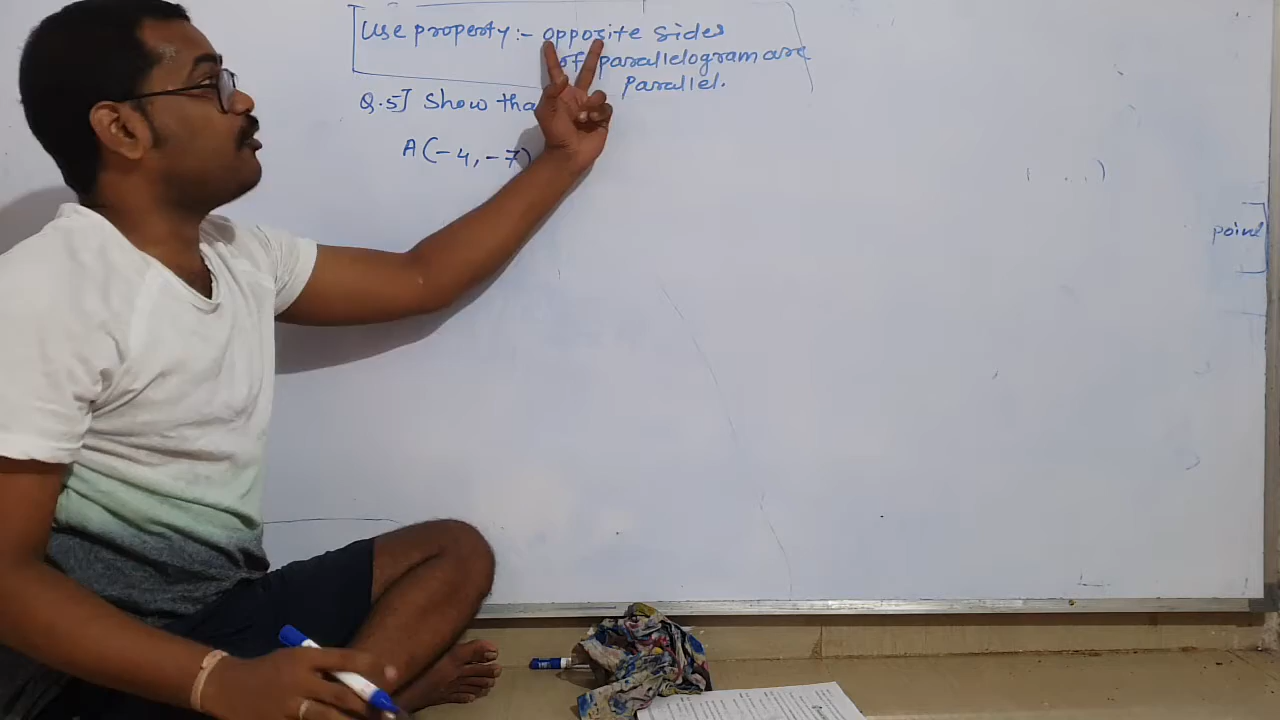 Use property :- opposite sides
of parallelogram are
parallel.
Q.5] Show tha
A(-4, -7)
point